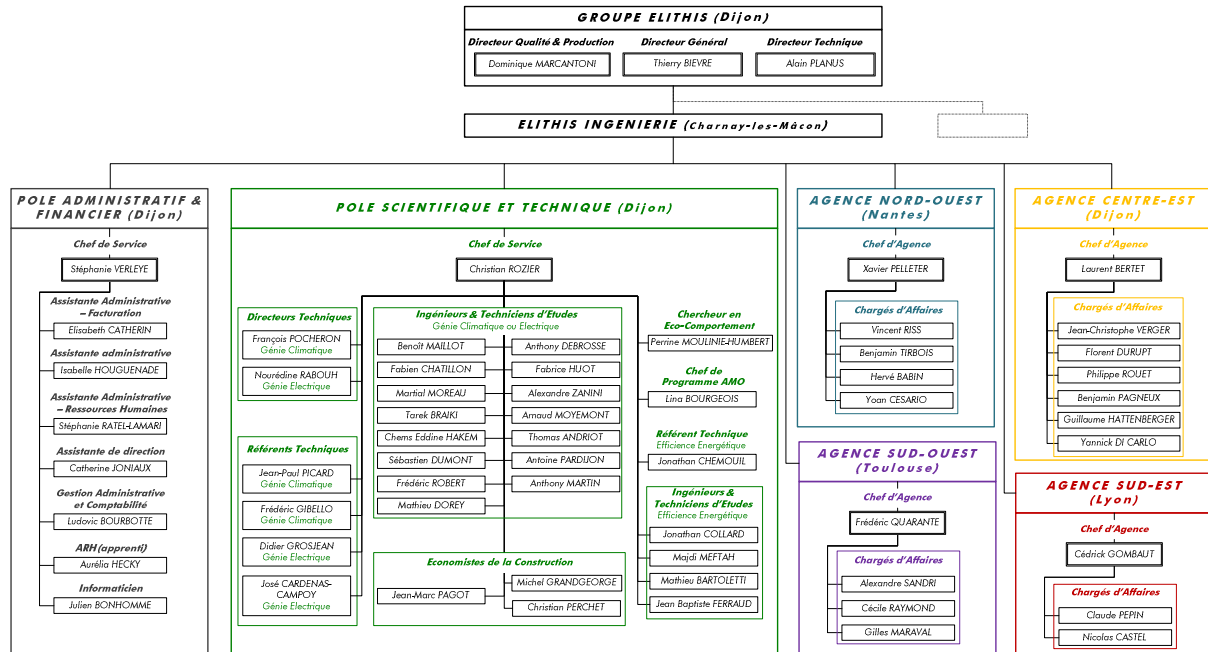 GROUPE ELITHIS (Dijon)
Directeur Qualité & Production
Dominique MARCANTONI
Directeur Général
Thierry BIEVRE
Directeur Technique
Alain PLANUS
ELITHIS INGENIERIE (Charnay-les-Mâcon)
POLE ADMINISTRATIF &
FINANCIER (Dijon)
Chef de Service
Stéphanie VERLEYE
Assistante Administrative
– Facturation
Elisabeth CATHERIN
Assistante administrative
Isabelle HOUGUENADE
Assistante Administrative
– Ressources Humaines
Stéphanie RATEL-LAMARI
Assistante de direction
Catherine JONIAUX
Gestion Administrative
et Comptabilité
Ludovic BOURBOTTE
ARH (apprenti)
Aurélia HECKY
Informaticien
Julien BONHOMME
POLE SCIENTIFIQUE ET TECHNIQUE (Dijon)
Chef de Service
Christian ROZIER
Directeurs Techniques
François POCHERON
Génie Climatique
Nourédine RABOUH
Génie Electrique
Référents Techniques
Jean-Paul PICARD
Génie Climatique
Frédéric GIBELLO
Génie Climatique
Didier GROSJEAN
Génie Electrique
José CARDENAS-
CAMPOY
Génie Electrique
Ingénieurs & Techniciens d'Etudes
Génie Climatique ou Electrique
Benoît MAILLOT
Fabien CHATILLON
Martial MOREAU
Tarek BRAIKI
Chems Eddine HAKEM
Sébastien DUMONT
Frédéric ROBERT
Mathieu DOREY
Anthony DEBROSSE
Fabrice HUOT
Alexandre ZANINI
Arnaud MOYEMONT
Thomas ANDRIOT
Antoine PARDIJON
Anthony MARTIN
Economistes de la Construction
Jean-Marc PAGOT
Michel GRANDGEORGE
Christian PERCHET
Chercheur en
Eco-Comportement
Perrine MOULINIE-HUMBERT
Chef de
Programme AMO
Lina BOURGEOIS
Référent Technique
Efficience Energétique
Jonathan CHEMOUIL
Ingénieurs &
Techniciens d'Etudes
Efficience Energétique
Jonathan COLLARD
Majdi MEFTAH
Mathieu BARTOLETTI
Jean Baptiste FERRAUD
AGENCE NORD-OUEST
(Nantes)
Chef d'Agence
Xavier PELLETER
Chargés d'Affaires
Vincent RISS
Benjamin TIRBOIS
Hervé BABIN
Yoan CESARIO
AGENCE SUD-OUEST
(Toulouse)
Chef d'Agence
Frédéric QUARANTE
Chargés d'Affaires
Alexandre SANDRI
Cécile RAYMOND
Gilles MARAVAL
AGENCE CENTRE-EST
(Dijon)
Chef d'Agence
Laurent BERTET
Chargés d'Affaires
Jean-Christophe VERGER
Florent DURUPT
Philippe ROUET
Benjamin PAGNEUX
Guillaume HATTENBERGER
Yannick DI CARLO
AGENCE SUD-EST
(Lyon)
Chef d'Agence
Cédrick GOMBAUT
Chargés d'Affaires
Claude PEPIN
Nicolas CASTEL